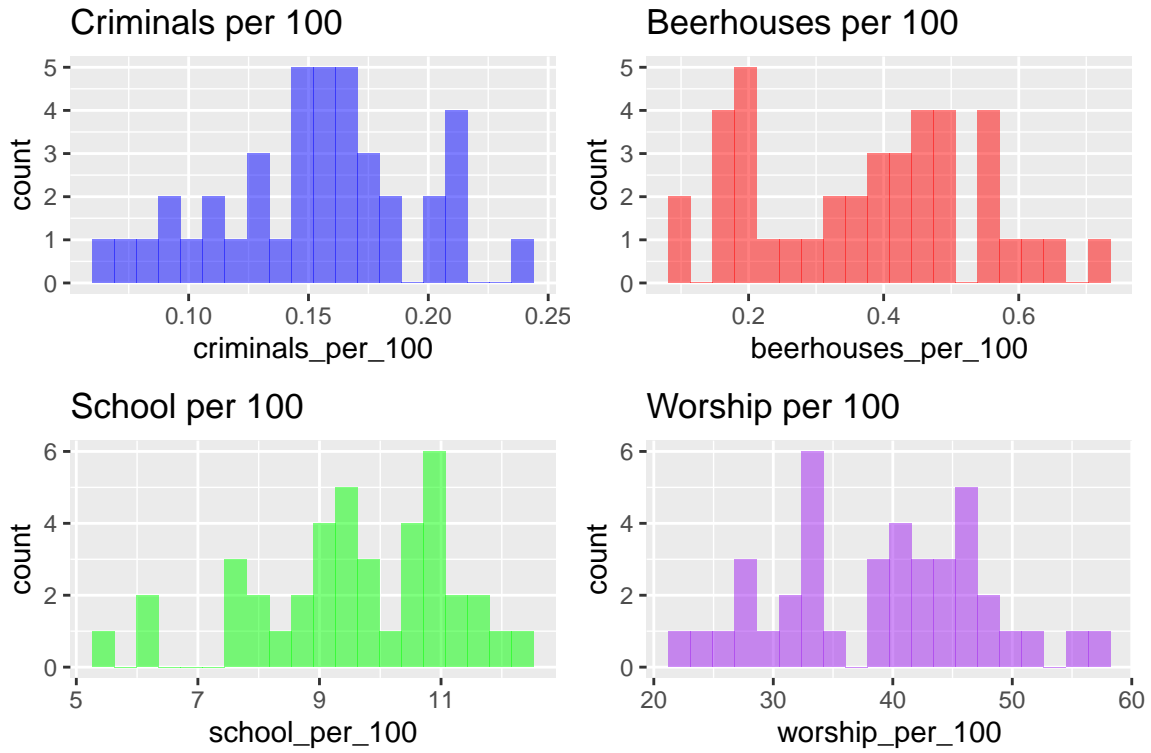 Criminals per 100
count
5
4
3
2
1
0
0.10 0.15 0.20 0.25
criminals_per_100
Beerhouses per 100
count
5
4
3
2
1
0
0.2 0.4 0.6
beerhouses_per_100
School per 100
count
6
4
2
0
5 7 9 11
school_per_100
Worship per 100
count
6
4
2
0
20 30 40 50 60
worship_per_100